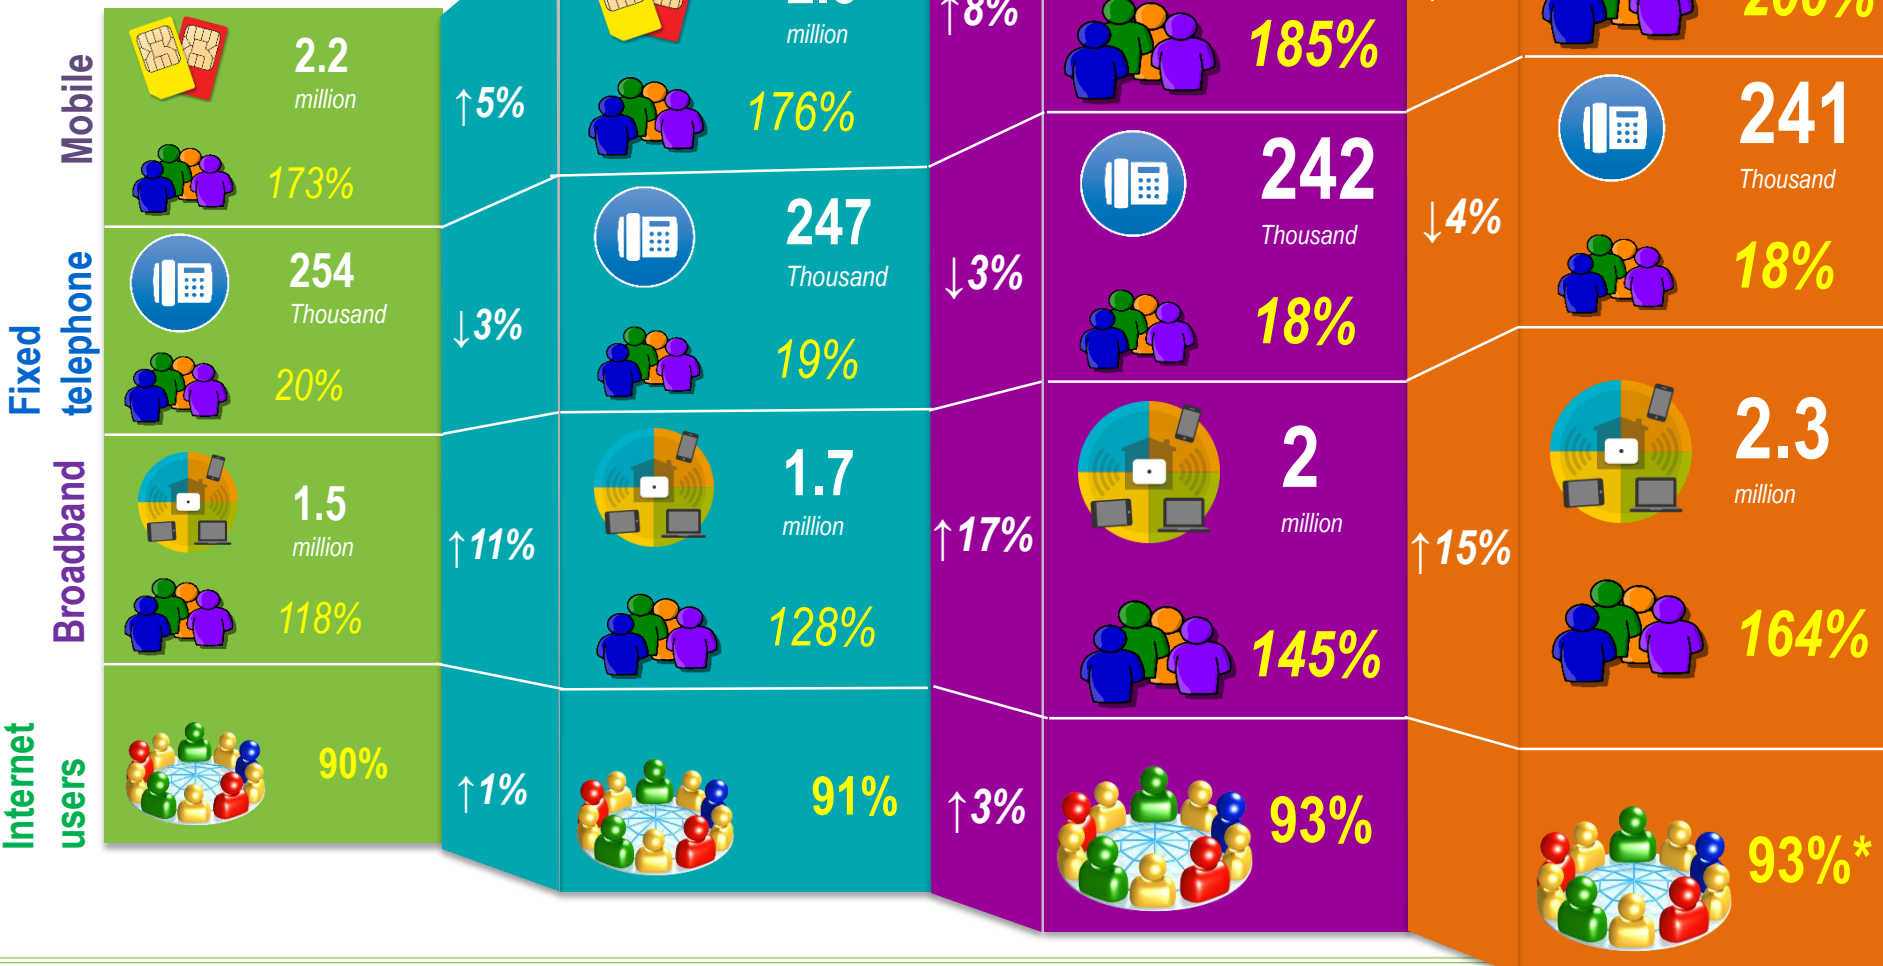 Mobile
2.2
million
173%
↑5%
million
176%
↑8%
185%
Fixed
telephone
254
Thousand
20%
↓3%
247
Thousand
19%
↓3%
242
Thousand
18%
↓4%
241
Thousand
18%
Broadband
1.5
million
118%
↑11%
1.7
million
128%
↑17%
2
million
145%
↑15%
2.3
million
164%
Internet
users
90%
↑1%
91%
↑3%
93%
93%*